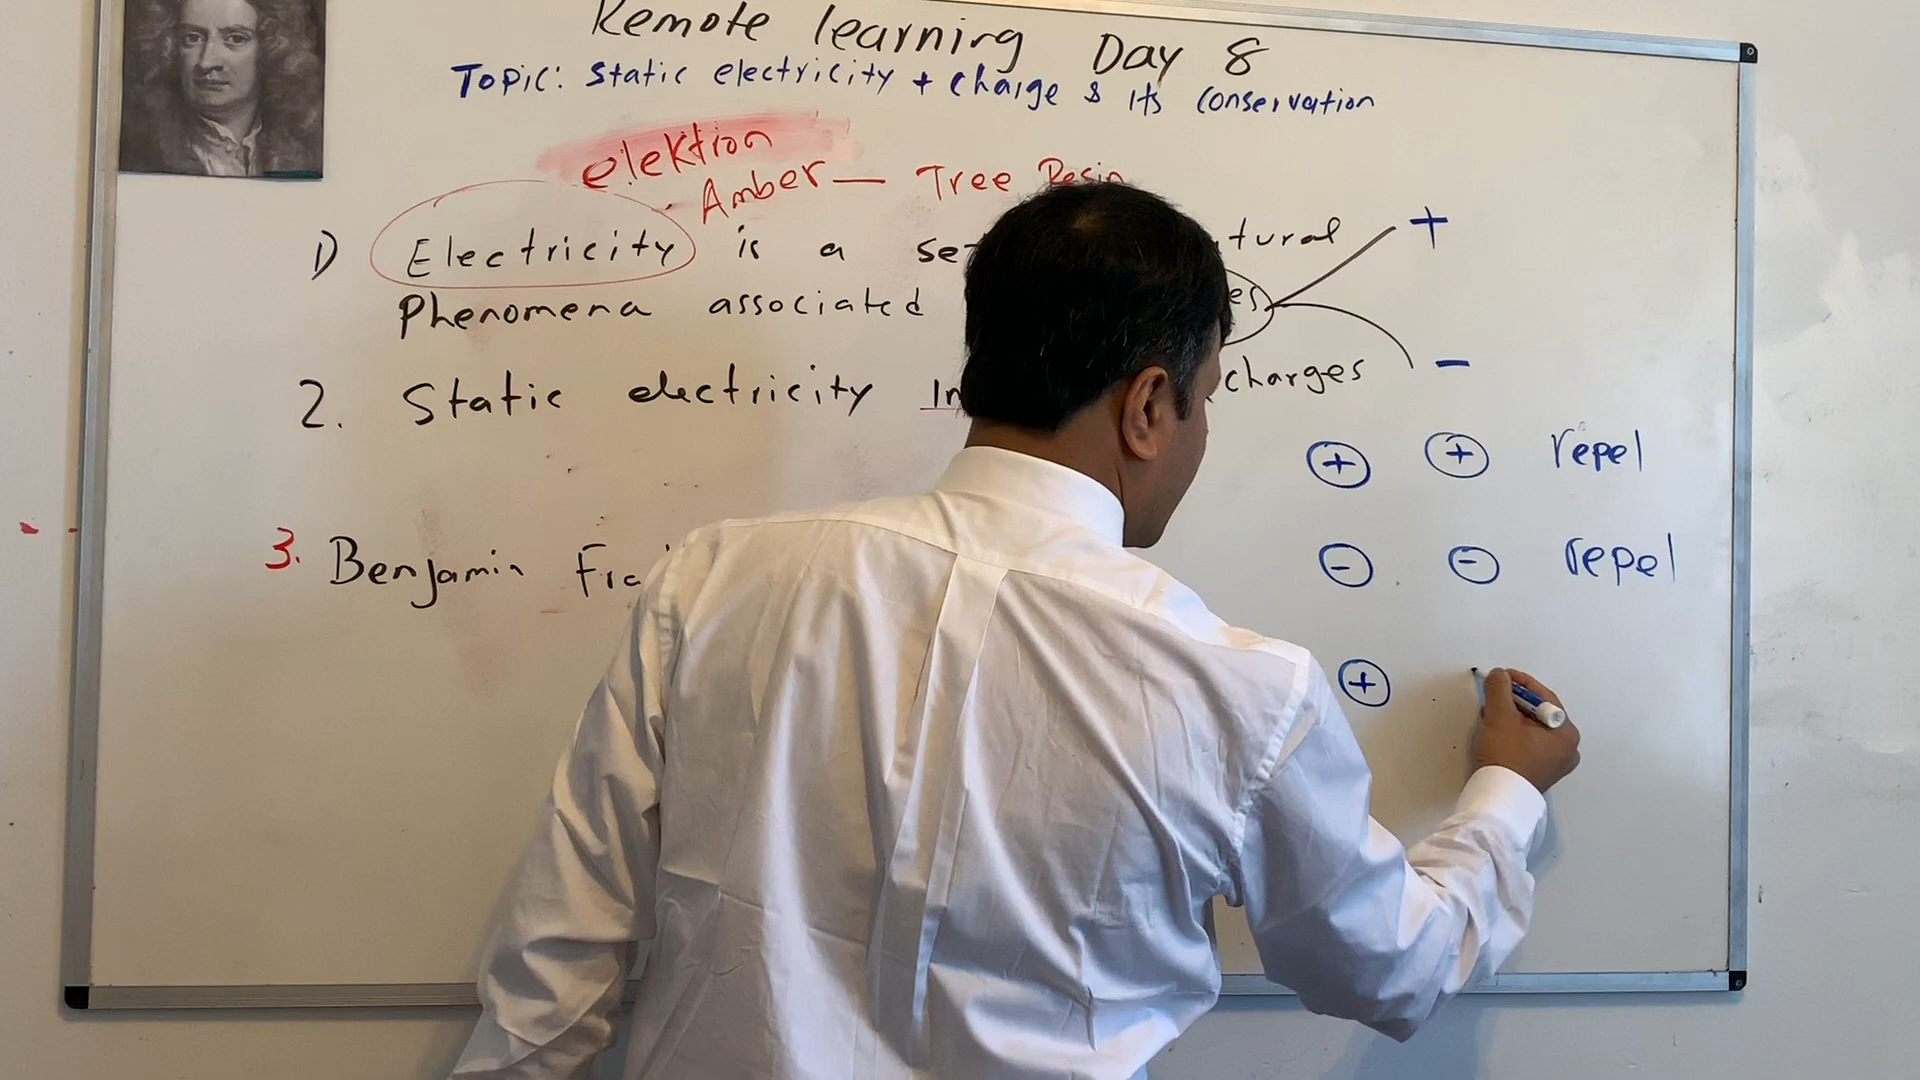 Remote learning Day 8
Topic: Static electricity + Charge & Its Conservation
elektron
Amber — Tree Resin
1) Electricity is a set tural
Phenomena associated es +
2. Static electricity In charges -
+ + repel
3. Benjamin Fra - - repel
+